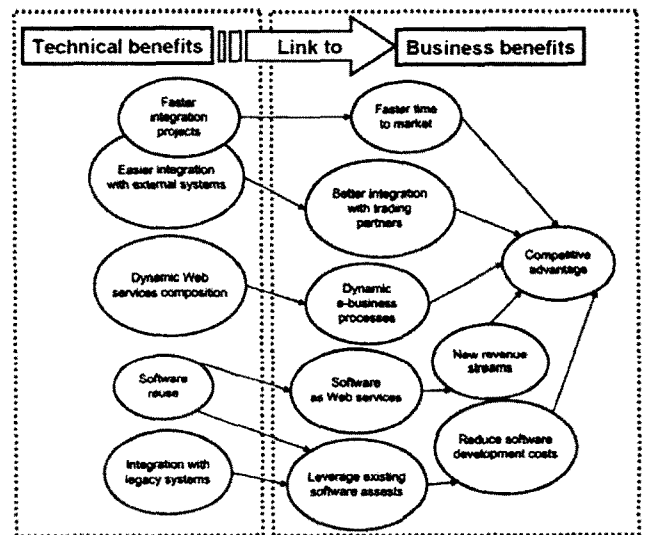 Technical benefits
Link to
Business benefits
Faster
integration
projects
Easier integration
with external systems
Dynamic Web
services composition
Software
reuse
Integration with
legacy systems
Faster time
to market
Better integration
with trading
partners
Dynamic
e-business
processes
Software
as Web services
Leverage existing
software assests
New revenue
streams
Reduce software
development costs
Competitive
advantage